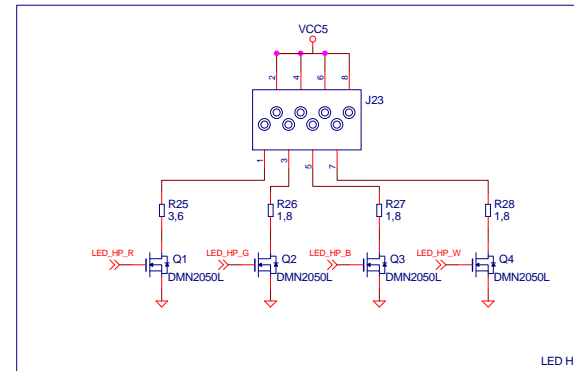 VCC5
2
4
6
8
J23
1
3
5
7
R25
3,6
R26
1,8
R27
1,8
R28
1,8
LED_HP_R
Q1
DMN2050L
LED_HP_G
Q2
DMN2050L
LED_HP_B
Q3
DMN2050L
LED_HP_W
Q4
DMN2050L
LED H